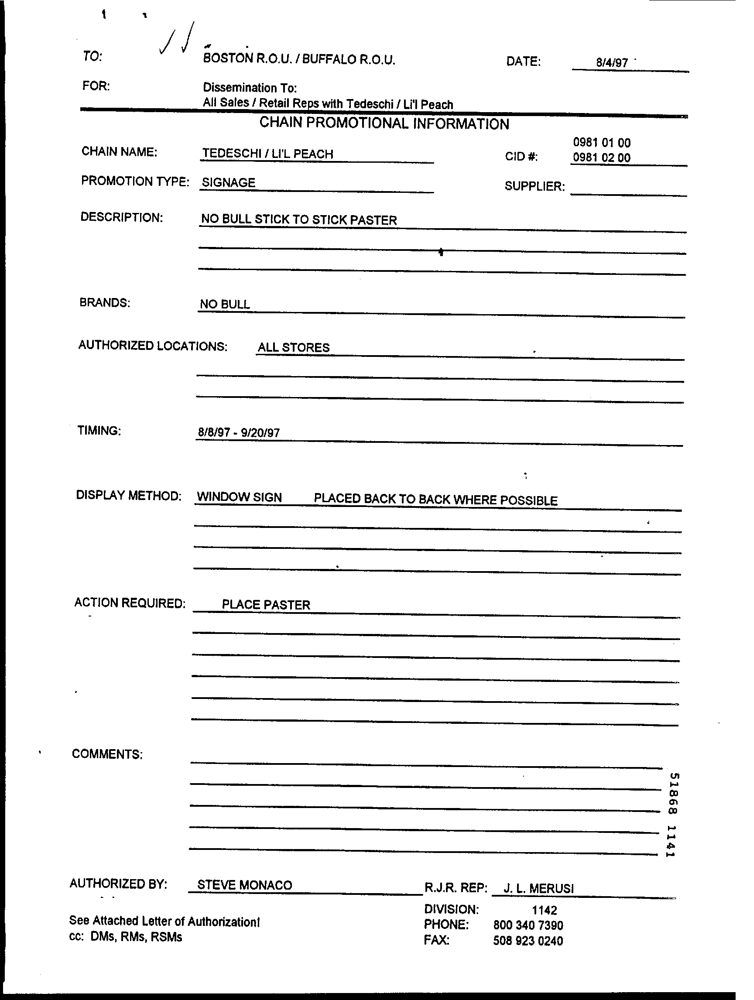 TO: BOSTON R.O.U. / BUFFALO R.O.U. DATE: 8/4/97
FOR: Dissemination To:
All Sales / Retail Reps with Tedeschi / Li'l Peach
CHAIN PROMOTIONAL INFORMATION
0981 01 00
CHAIN NAME: TEDESCHI / LI'L PEACH CID #: 0981 02 00
PROMOTION TYPE: SIGNAGE SUPPLIER:
DESCRIPTION: NO BULL STICK TO STICK PASTER
BRANDS: NO BULL
AUTHORIZED LOCATIONS: ALL STORES
TIMING: 8/8/97 - 9/20/97
DISPLAY METHOD: WINDOW SIGN PLACED BACK TO BACK WHERE POSSIBLE
ACTION REQUIRED: PLACE PASTER
COMMENTS:
51868 1141
AUTHORIZED BY: STEVE MONACO R.J.R. REP: J. L. MERUSI
DIVISION: 1142
See Attached Letter of Authorization! PHONE: 800 340 7390
cc: DMs, RMs, RSMs FAX: 508 923 0240